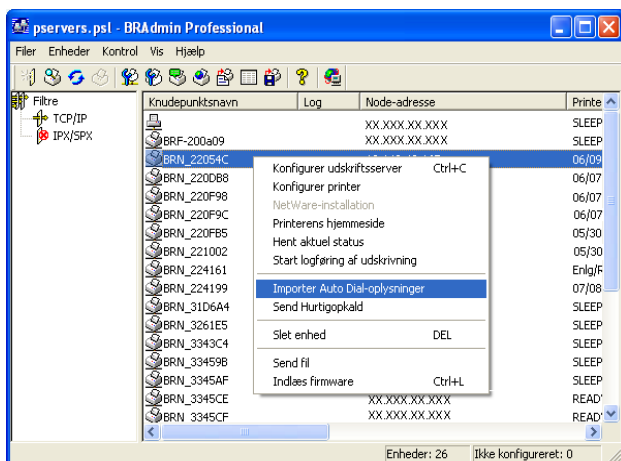 pservers.psl - BRAdmin Professional
Filer Enheder Kontrol Vis Hjælp
Filtre
TCP/IP
IPX/SPX
Knudepunktsnavn Log Node-adresse Printe
XX.XXX.XX.XXX SLEEP
BRF-200a09 XX.XXX.XX.XXX SLEEP
BRN_22054C 06/09
BRN_220DB8 06/07
BRN_220F98 06/07
BRN_220F9C 06/07
BRN_220FB5 05/30
BRN_221002 05/30
BRN_224161 Enlg/F
BRN_224199 07/08
BRN_31D6A4 SLEEP
BRN_3261E5 SLEEP
BRN_3343C4 SLEEP
BRN_33459B SLEEP
BRN_3345AF SLEEP
BRN_3345CE XX.XXX.XX.XXX READ'
BRN_3345CF XX.XXX.XX.XXX READ'
Konfigurer udskriftsserver Ctrl+C
Konfigurer printer
NetWare-installation
Printerens hjemmeside
Hent aktuel status
Start logføring af udskrivning
Importer Auto Dial-oplysninger
Send Hurtigopkald
Slet enhed DEL
Send fil
Indlæs firmware Ctrl+L
Enheder: 26 Ikke konfigureret: 0